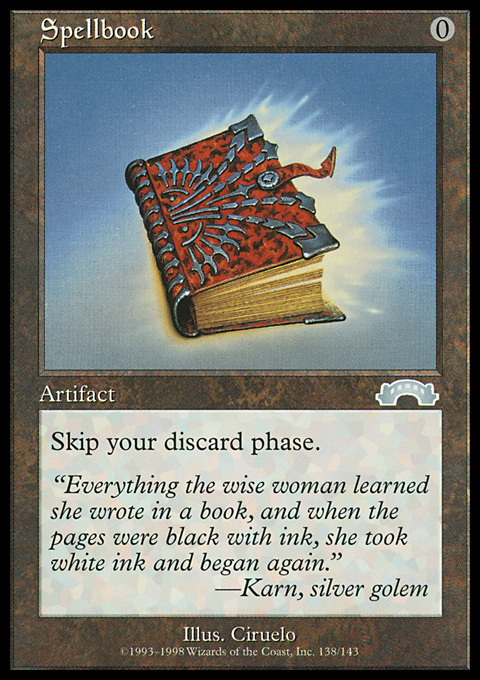 Spellbook 0
Artifact
Skip your discard phase.
“Everything the wise woman learned
she wrote in a book, and when the
pages were black with ink, she took
white ink and began again.”
—Karn, silver golem
Illus. Ciruelo
©1993–1998 Wizards of the Coast, Inc. 138/143